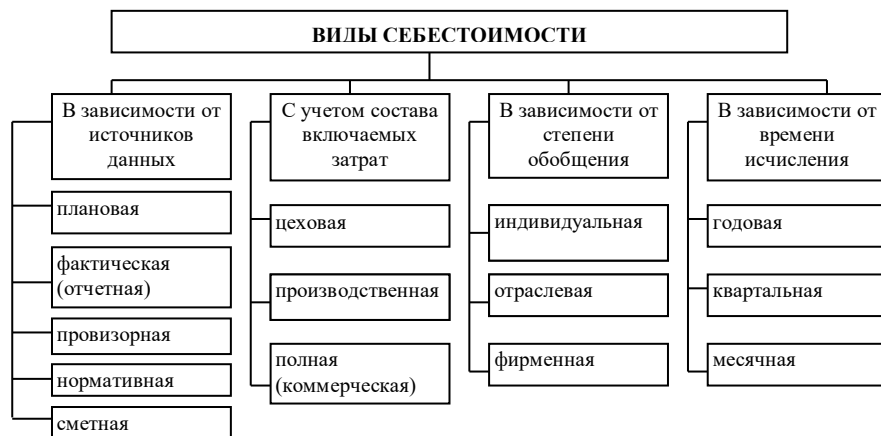 ВИДЫ СЕБЕСТОИМОСТИ
В зависимости от
источников
данных
плановая
фактическая
(отчетная)
провизорная
нормативная
сметная
С учетом состава
включаемых
затрат
цеховая
производственная
полная
(коммерческая)
В зависимости от
степени
обобщения
индивидуальная
отраслевая
фирменная
В зависимости от
времени
исчисления
годовая
квартальная
месячная